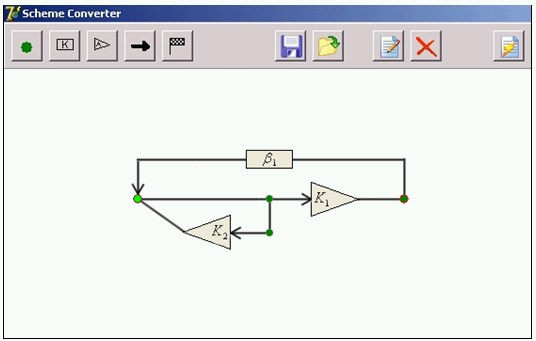 Scheme Converter
K
β₁
K₁
K₂